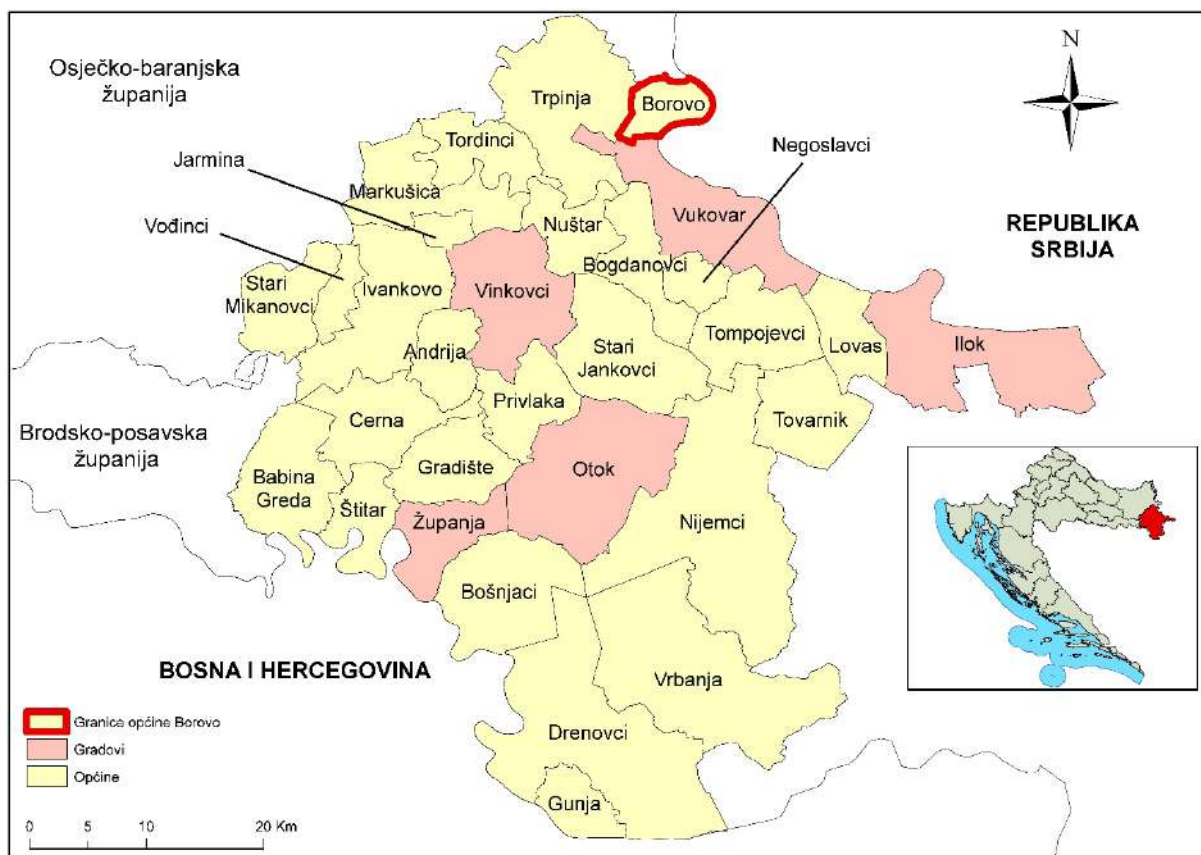 Osječko-baranjska
županija
N
Trpinja
Borovo
Tordinci
Negoslavci
Jarmina
Markušica
Vukovar
Vođinci
Nuštar
REPUBLIKA
SRBIJA
Bogdanovci
Stari
Mikanovci
Ivankovo
Vinkovci
Tompojevci
Lovas
Ilok
Andrija
Stari
Jankovci
Privlaka
Cerna
Tovarnik
Brodsko-posavska
županija
Gradište
Otok
Babina
Greda
Štitar
Županja
Nijemci
Bošnjaci
BOSNA I HERCEGOVINA
Vrbanja
Granice općine Borovo
Drenovci
Gradovi
Općine
Gunja
0 5 10 20 Km